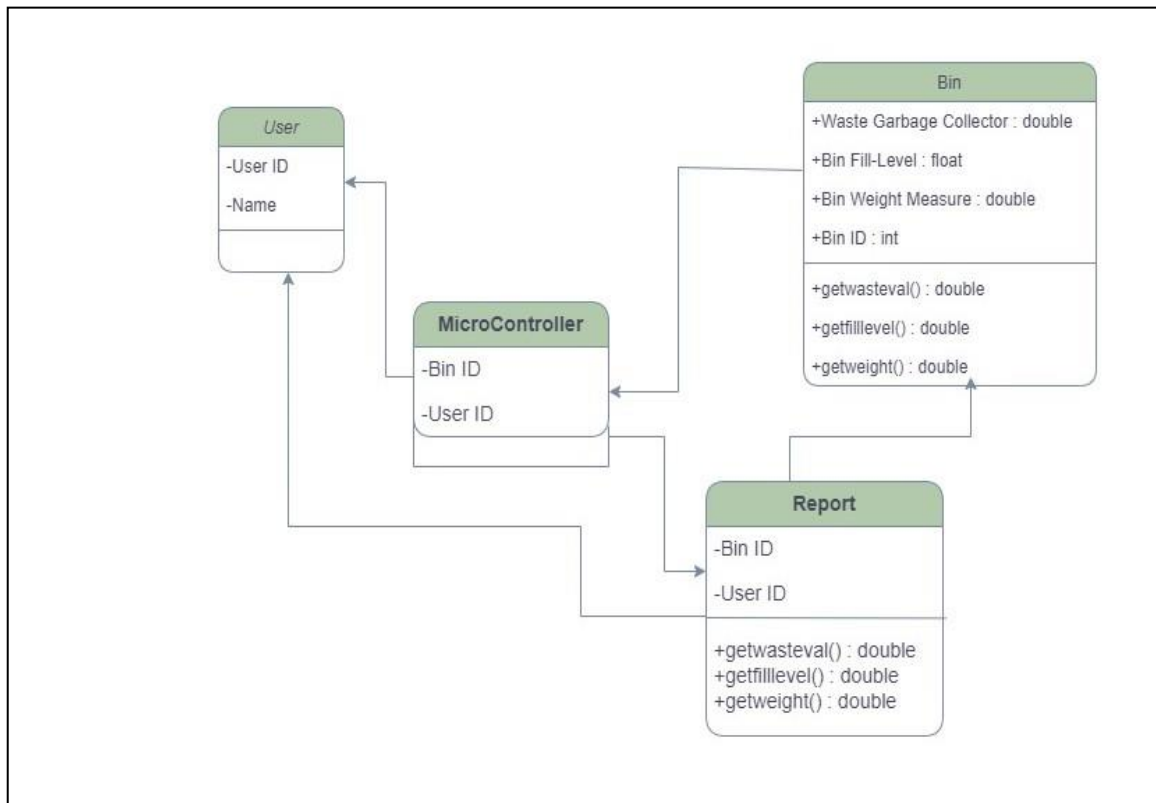 User
-User ID
-Name
MicroController
-Bin ID
-User ID
Bin
+Waste Garbage Collector : double
+Bin Fill-Level : float
+Bin Weight Measure : double
+Bin ID : int
+getwasteval() : double
+getfilllevel() : double
+getweight() : double
Report
-Bin ID
-User ID
+getwasteval() : double
+getfilllevel() : double
+getweight() : double